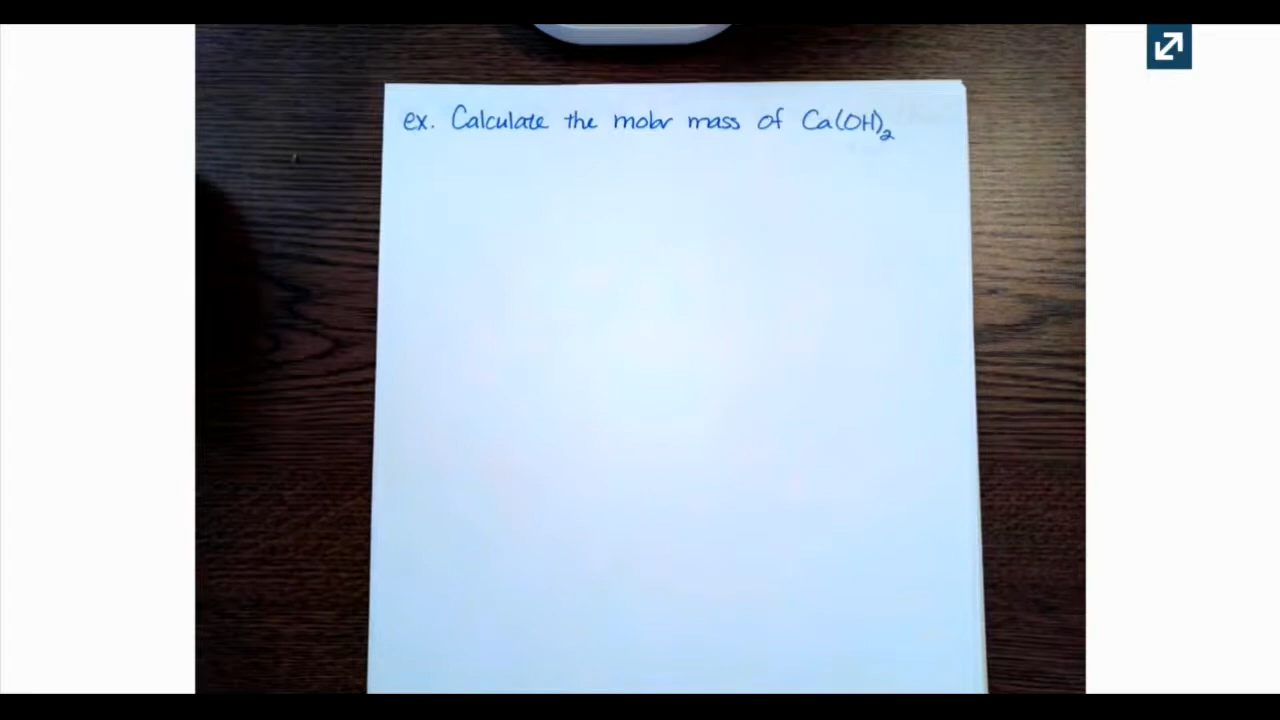 ex. Calculate the molar mass of Ca(OH)₂